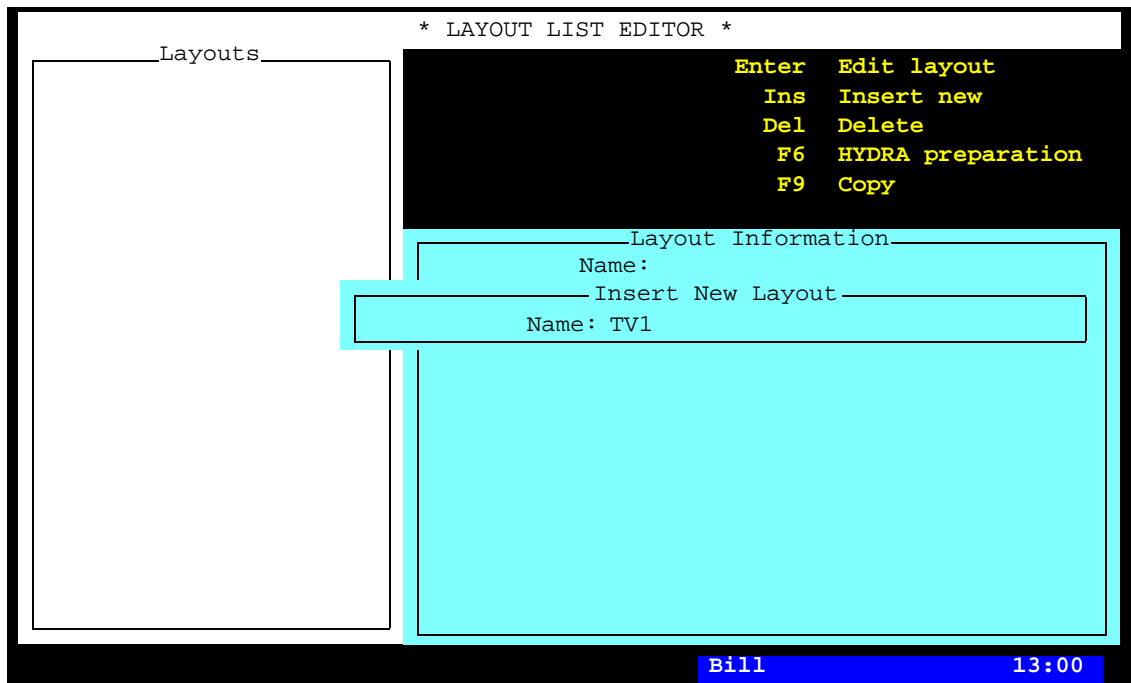 * LAYOUT LIST EDITOR *
Layouts
Enter Edit layout
Ins Insert new
Del Delete
F6 HYDRA preparation
F9 Copy
Layout Information
Name:
Insert New Layout
Name: TV1
Bill 13:00